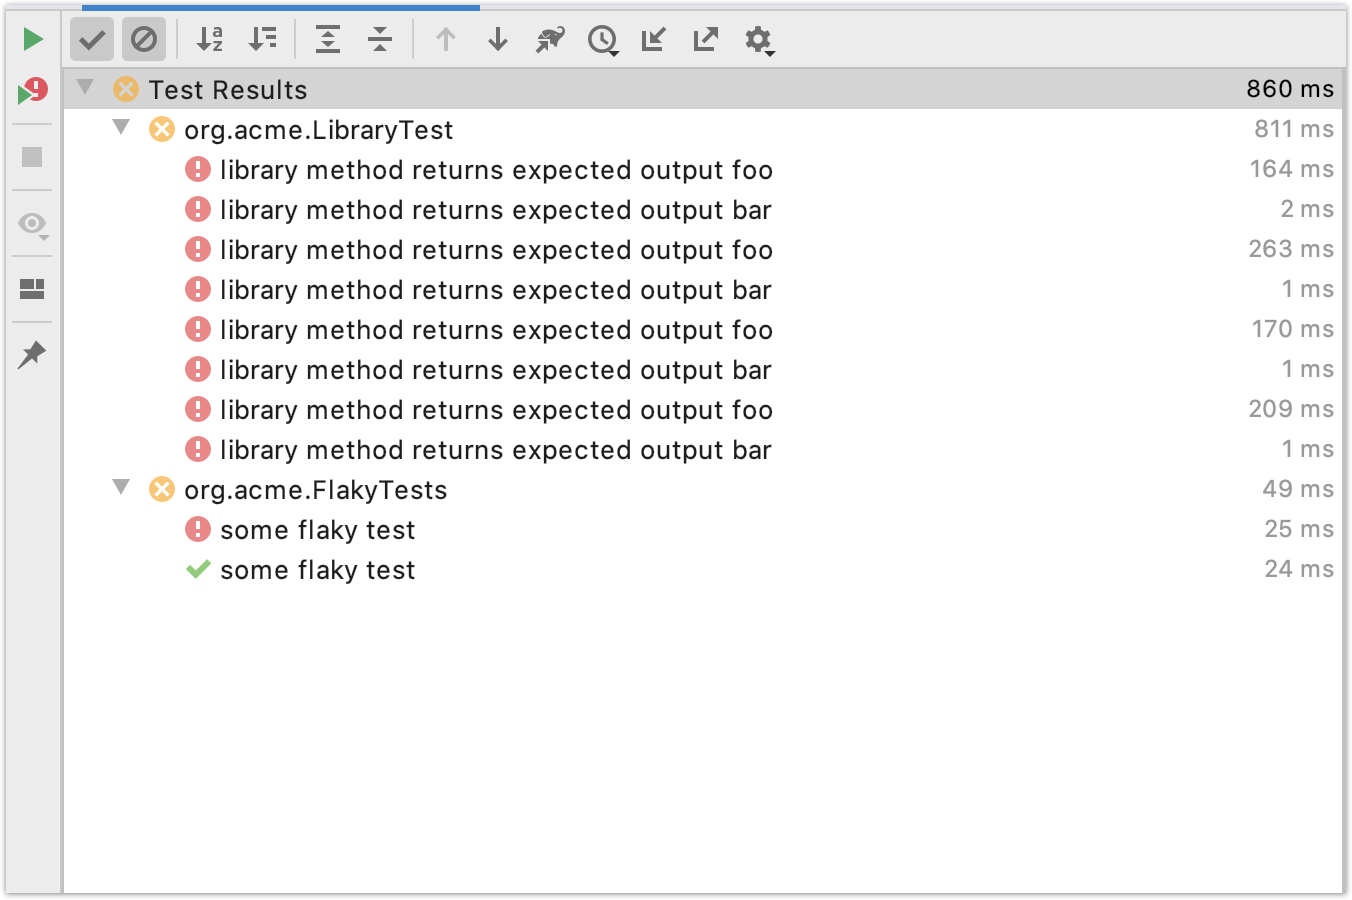 Test Results 860 ms
org.acme.LibraryTest 811 ms
library method returns expected output foo 164 ms
library method returns expected output bar 2 ms
library method returns expected output foo 263 ms
library method returns expected output bar 1 ms
library method returns expected output foo 170 ms
library method returns expected output bar 1 ms
library method returns expected output foo 209 ms
library method returns expected output bar 1 ms
org.acme.FlakyTests 49 ms
some flaky test 25 ms
some flaky test 24 ms